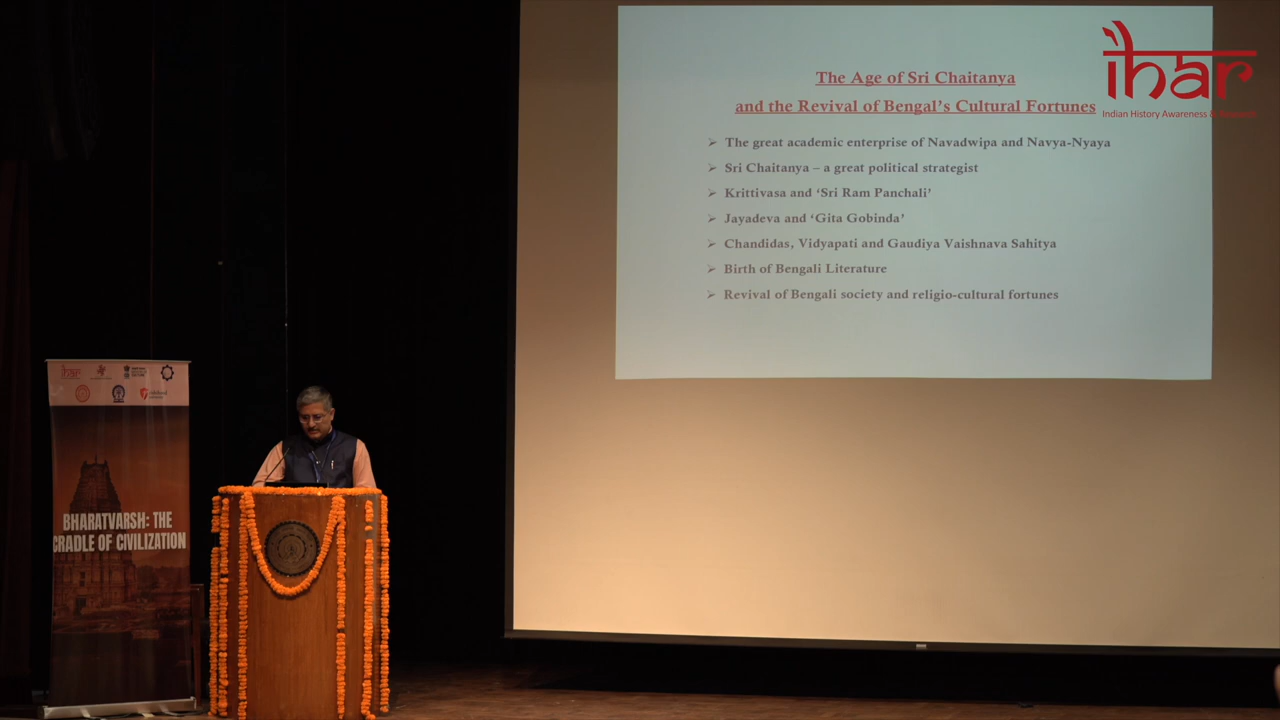 The Age of Sri Chaitanya
and the Revival of Bengal's Cultural Fortunes
➢ The great academic enterprise of Navadwipa and Navya-Nyaya
➢ Sri Chaitanya – a great political strategist
➢ Krittivasa and 'Sri Ram Panchali'
➢ Jayadeva and 'Gita Gobinda'
➢ Chandidas, Vidyapati and Gaudiya Vaishnava Sahitya
➢ Birth of Bengali Literature
➢ Revival of Bengali society and religio-cultural fortunes
ihar
Indian History Awareness &
ihar
BHARATVARSH: THE
CRADLE OF CIVILIZATION